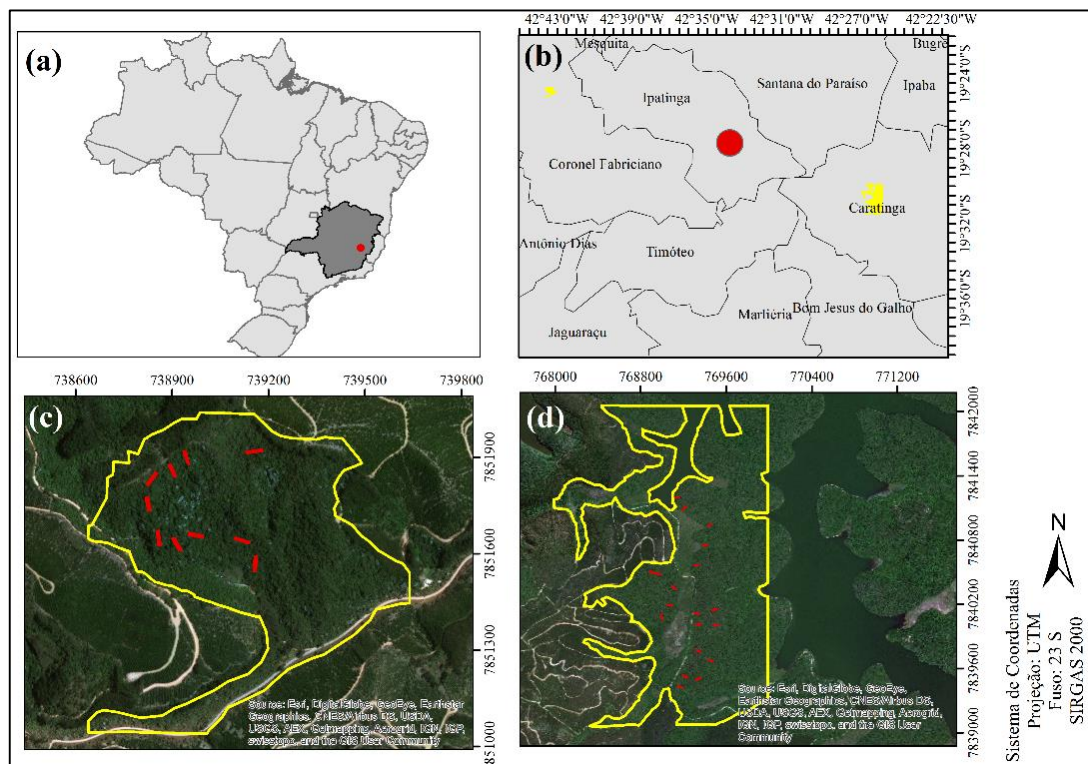 (a)
(b)
42°43'0"W 42°39'0"W 42°35'0"W 42°31'0"W 42°27'0"W 42°22'30"W
Mesquita
Bugre
Ipatinga
Santana do Paraíso
Ipaba
Coronel Fabriciano
Caratinga
Antônio Dias
Timóteo
Marliéria
Bom Jesus do Galho
Jaguaraçu
19°24'0"S
19°28'0"S
19°32'0"S
19°36'0"S
738600 738900 739200 739500 739800
(c)
7851900
7851600
7851300
7851000
Source: Esri, DigitalGlobe, GeoEye, Earthstar
Geographics, CNES/Airbus DS, USDA,
USGS, AEX, Getmapping, Aerogrid, IGN, IGP,
swisstopo, and the GIS User Community
768000 768800 769600 770400 771200
(d)
7842000
7841400
7840800
7840200
7839600
7839000
Source: Esri, DigitalGlobe, GeoEye,
Earthstar Geographics, CNES/Airbus DS,
USDA, USGS, AEX, Getmapping, Aerogrid,
IGN, IGP, swisstopo, and the GIS User
Community
N
Sistema de Coordenadas
Projeção: UTM
Fuso: 23 S
SIRGAS 2000